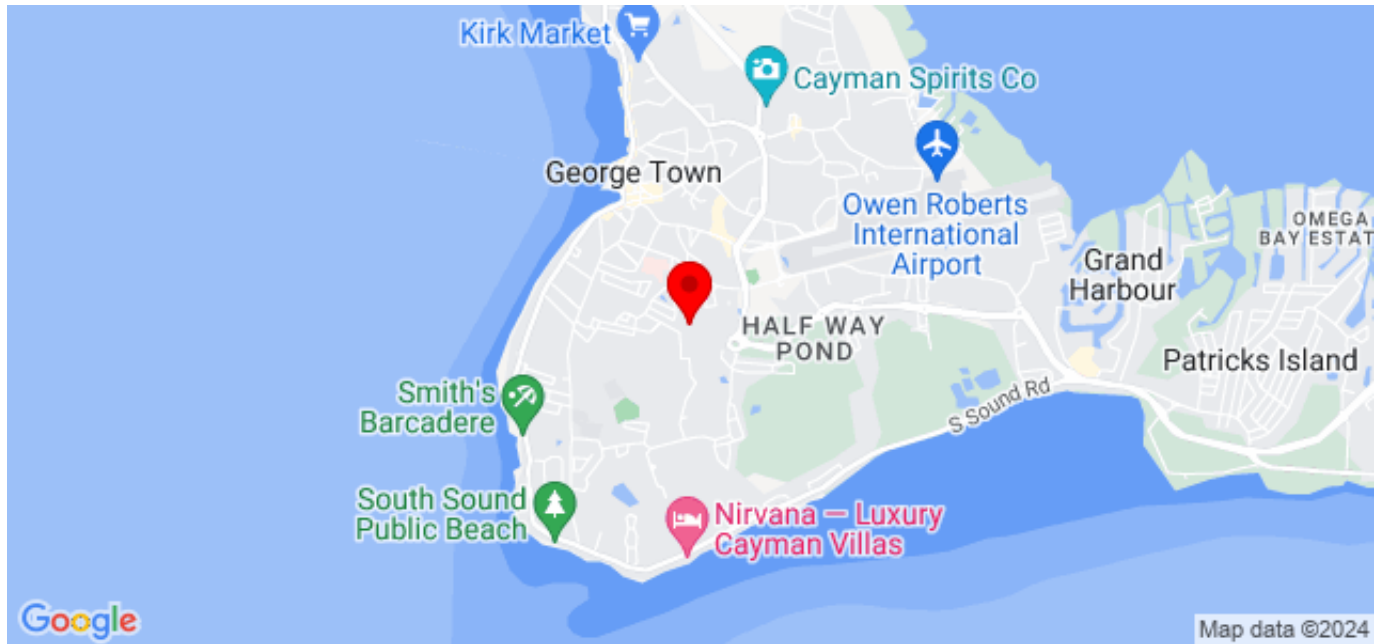 Kirk Market
Cayman Spirits Co
George Town
Owen Roberts
International
Airport
OMEGA
BAY ESTAT
Grand
Harbour
HALF WAY
POND
Patricks Island
Smith's
Barcadere
S Sound Rd
South Sound
Public Beach
Nirvana — Luxury
Cayman Villas
Google
Map data ©2024